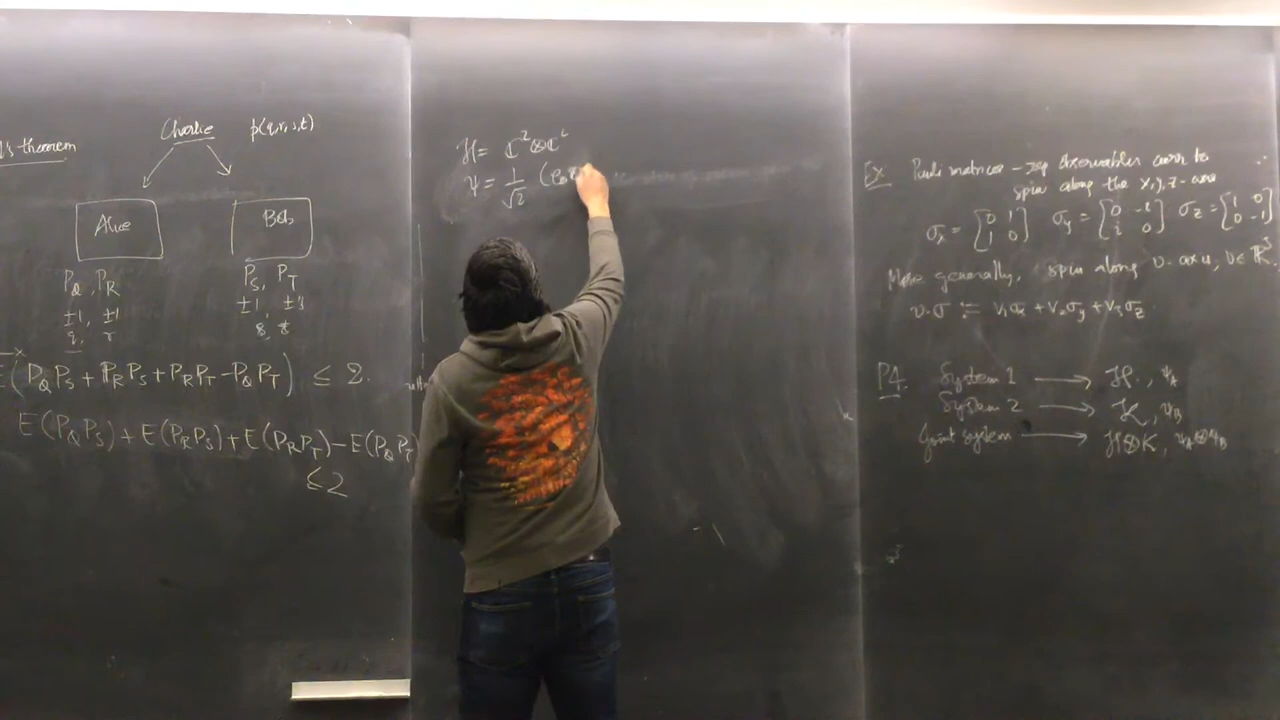 's theorem
Charlie p(q,r,s,t)
Alice Bob
P_Q, P_R P_S, P_T
±1, ±1 ±1, ±1
q, r s, t
E(P_Q P_S + P_R P_S + P_R P_T - P_Q P_T) ≤ 2.
E(P_Q P_S) + E(P_R P_S) + E(P_R P_T) - E(P_Q P_T
≤ 2
H = ℂ² ⊗ ℂ²
Ψ = 1/√2 (e₀
Ex Pauli matrices - observables corr to
spin along the x,y,z-axis
σ_x = [0 1; 1 0] σ_y = [0 -i; i 0] σ_z = [1 0; 0 -1]
More generally, spin along v-axis, v ∈ ℝ³
v·σ := v₁σ_x + v₂σ_y + v₃σ_z
P4. System 1 → H, ψ_A
System 2 → K, ψ_B
Joint system → H⊗K, ψ_A⊗ψ_B